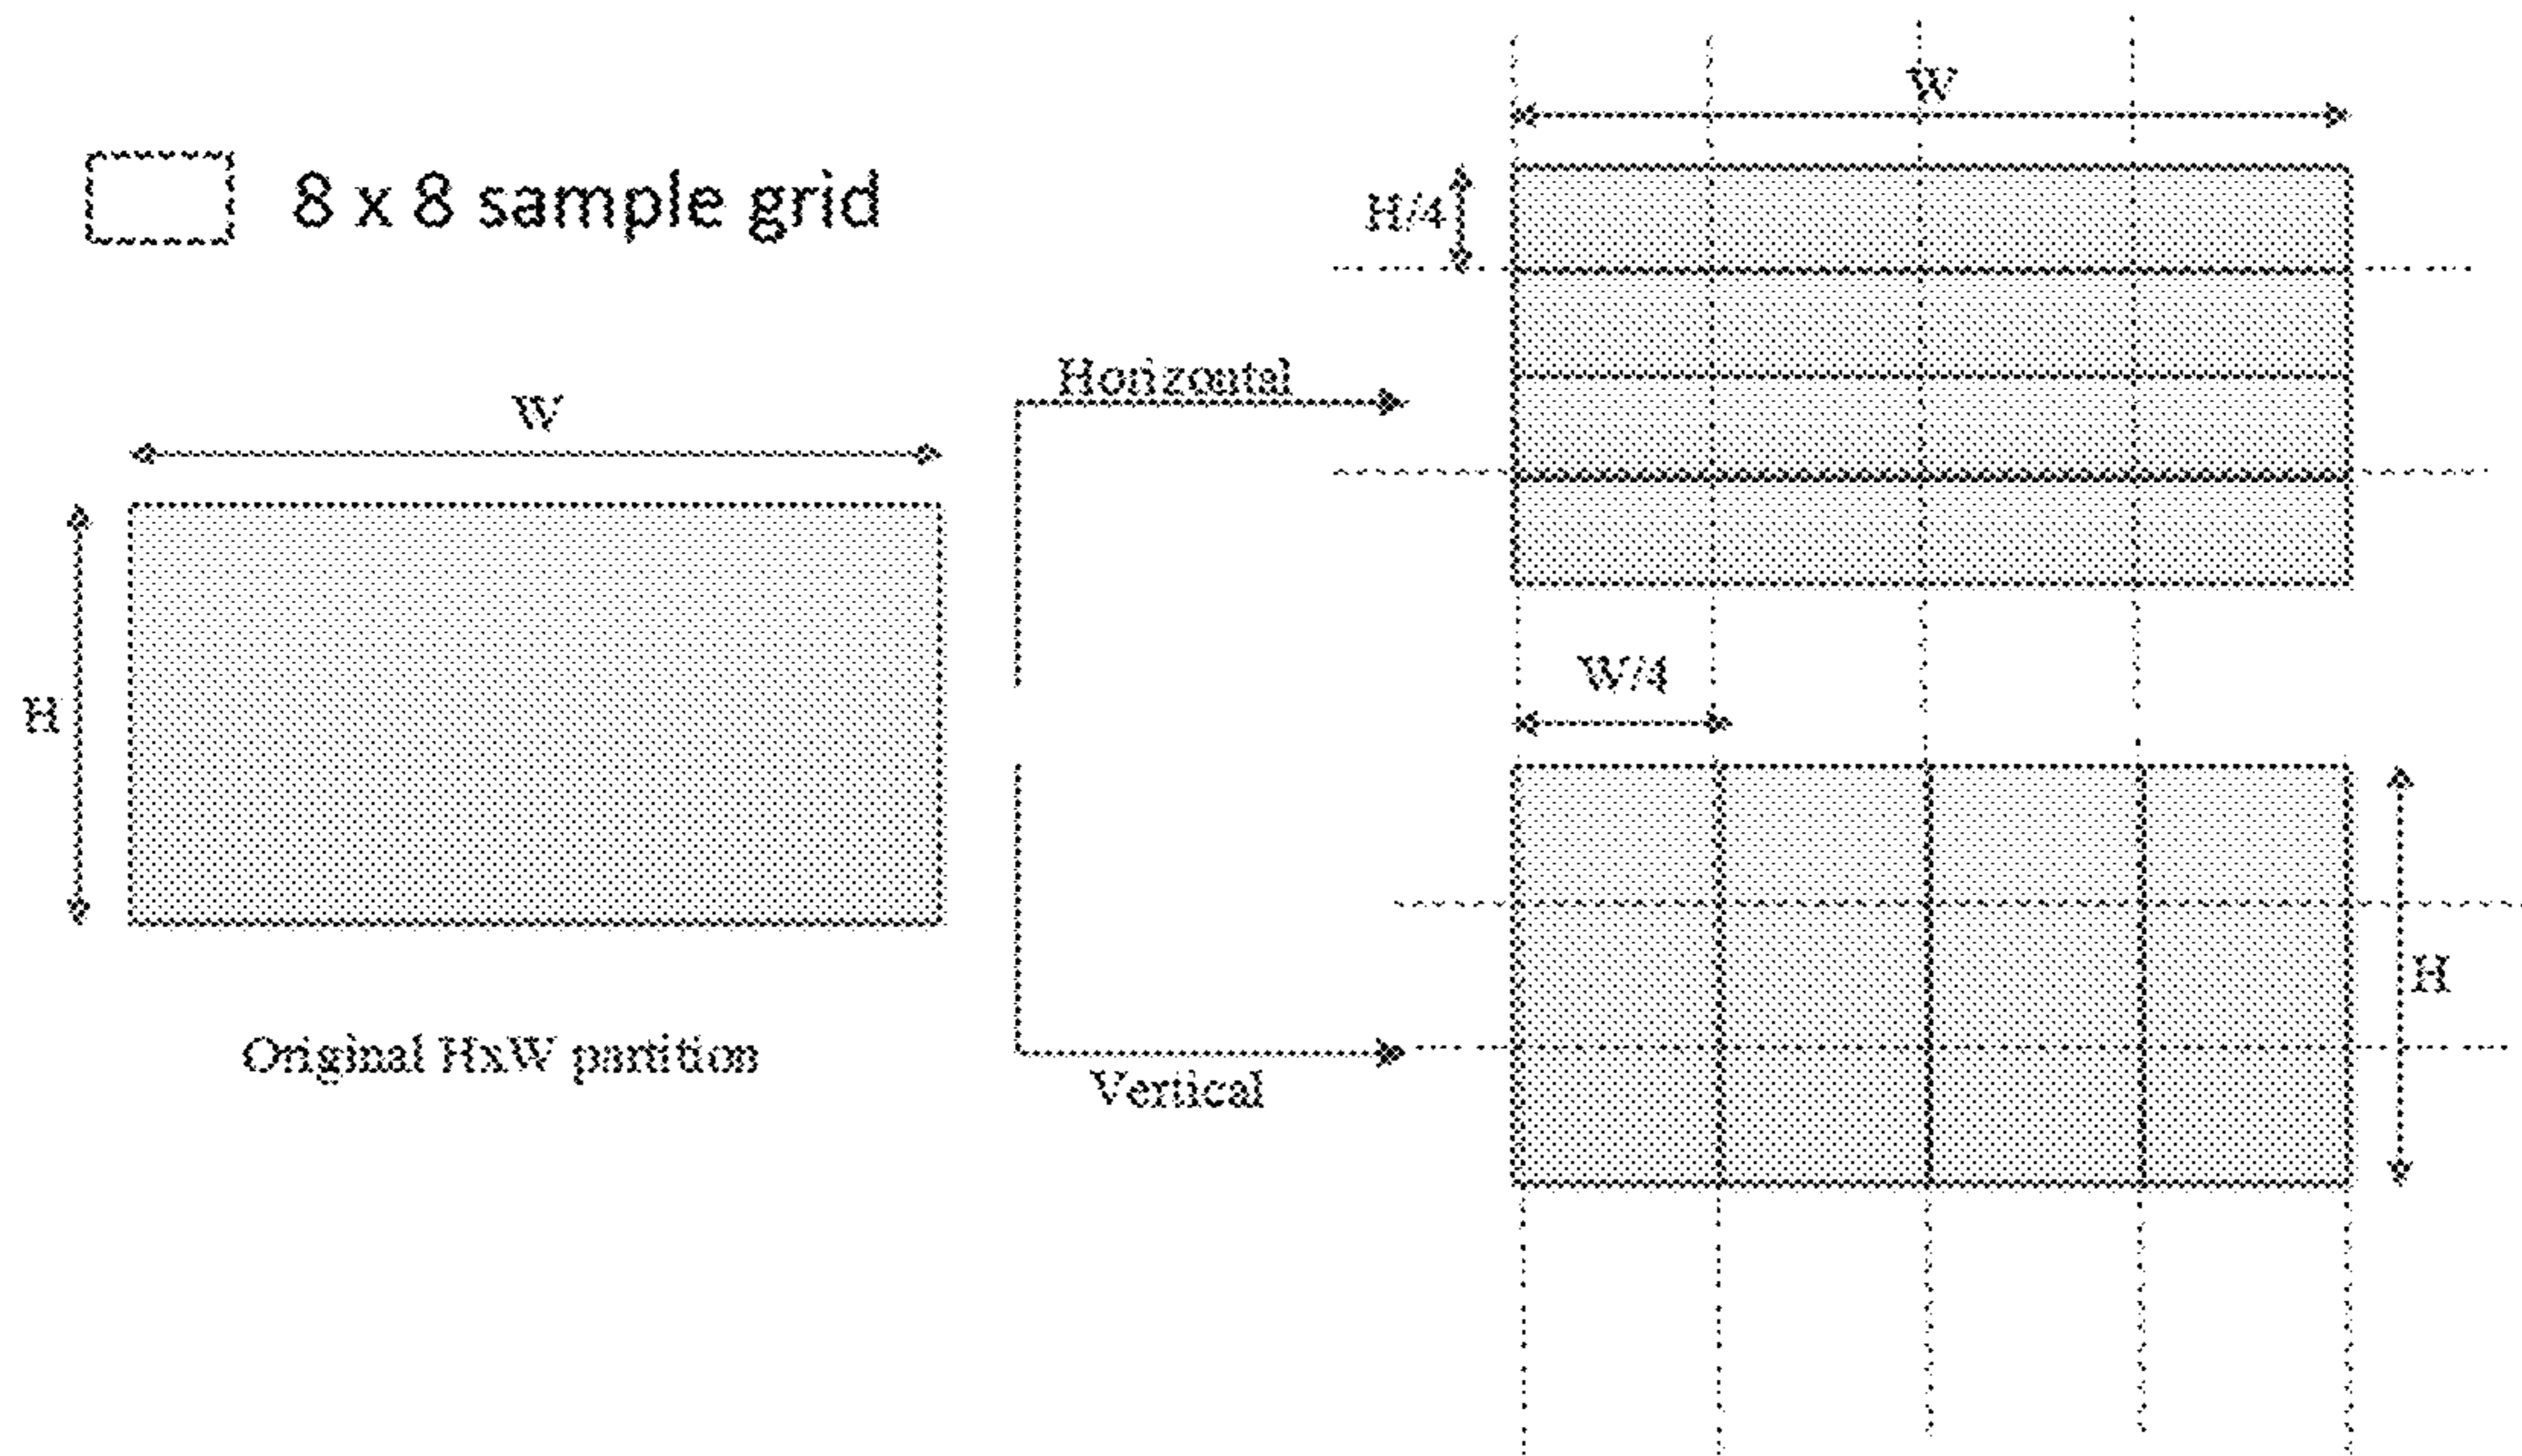 8 x 8 sample grid
W
H
Original HxW partition
Horizontal
Vertical
W
H/4
W/4
H